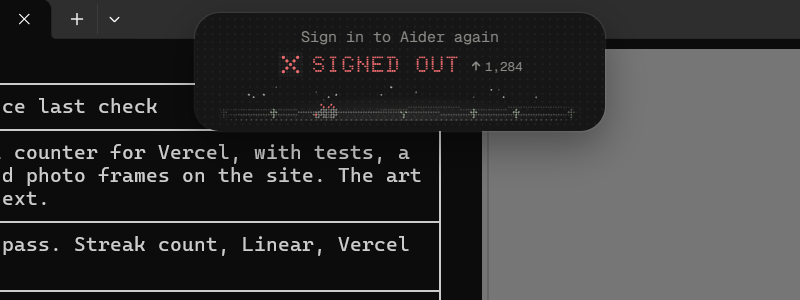 Sign in to Aider again
SIGNED OUT ↑ 1,284
ce last check
counter for Vercel, with tests, a
d photo frames on the site. The art
ext.
pass. Streak count, Linear, Vercel